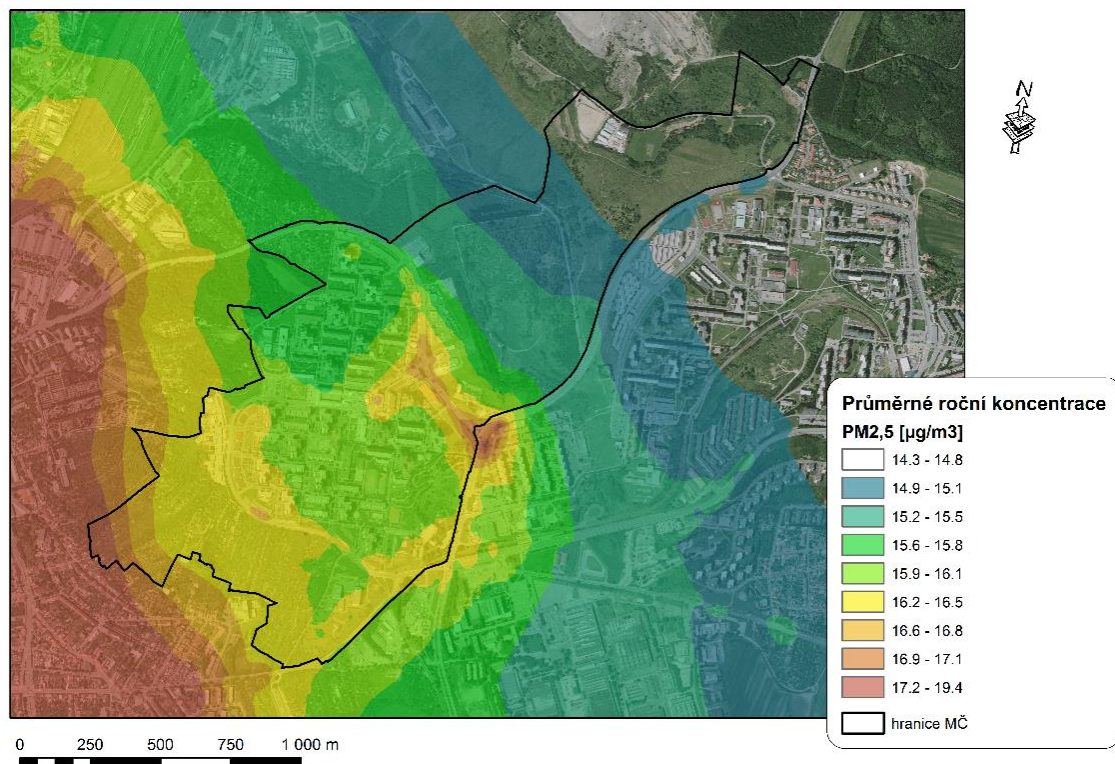 N
Průměrné roční koncentrace
PM2,5 [µg/m3]
14.3 - 14.8
14.9 - 15.1
15.2 - 15.5
15.6 - 15.8
15.9 - 16.1
16.2 - 16.5
16.6 - 16.8
16.9 - 17.1
17.2 - 19.4
hranice MČ
0 250 500 750 1 000 m